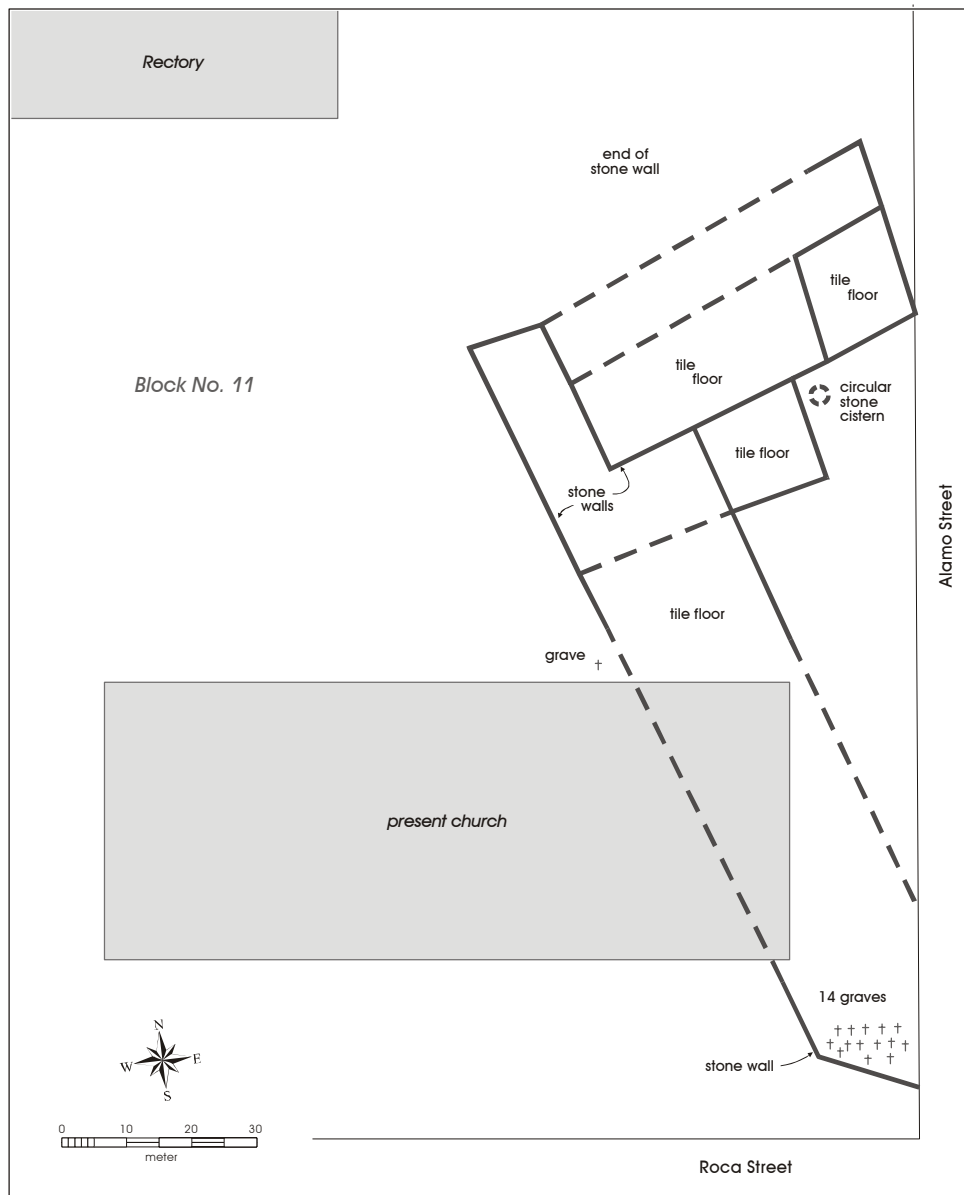 Rectory
end of
stone wall
tile
floor
Block No. 11
tile
floor
circular
stone
cistern
tile floor
stone
walls
Alamo Street
tile floor
grave
present church
14 graves
N
W E
S
stone wall
0 10 20 30
meter
Roca Street